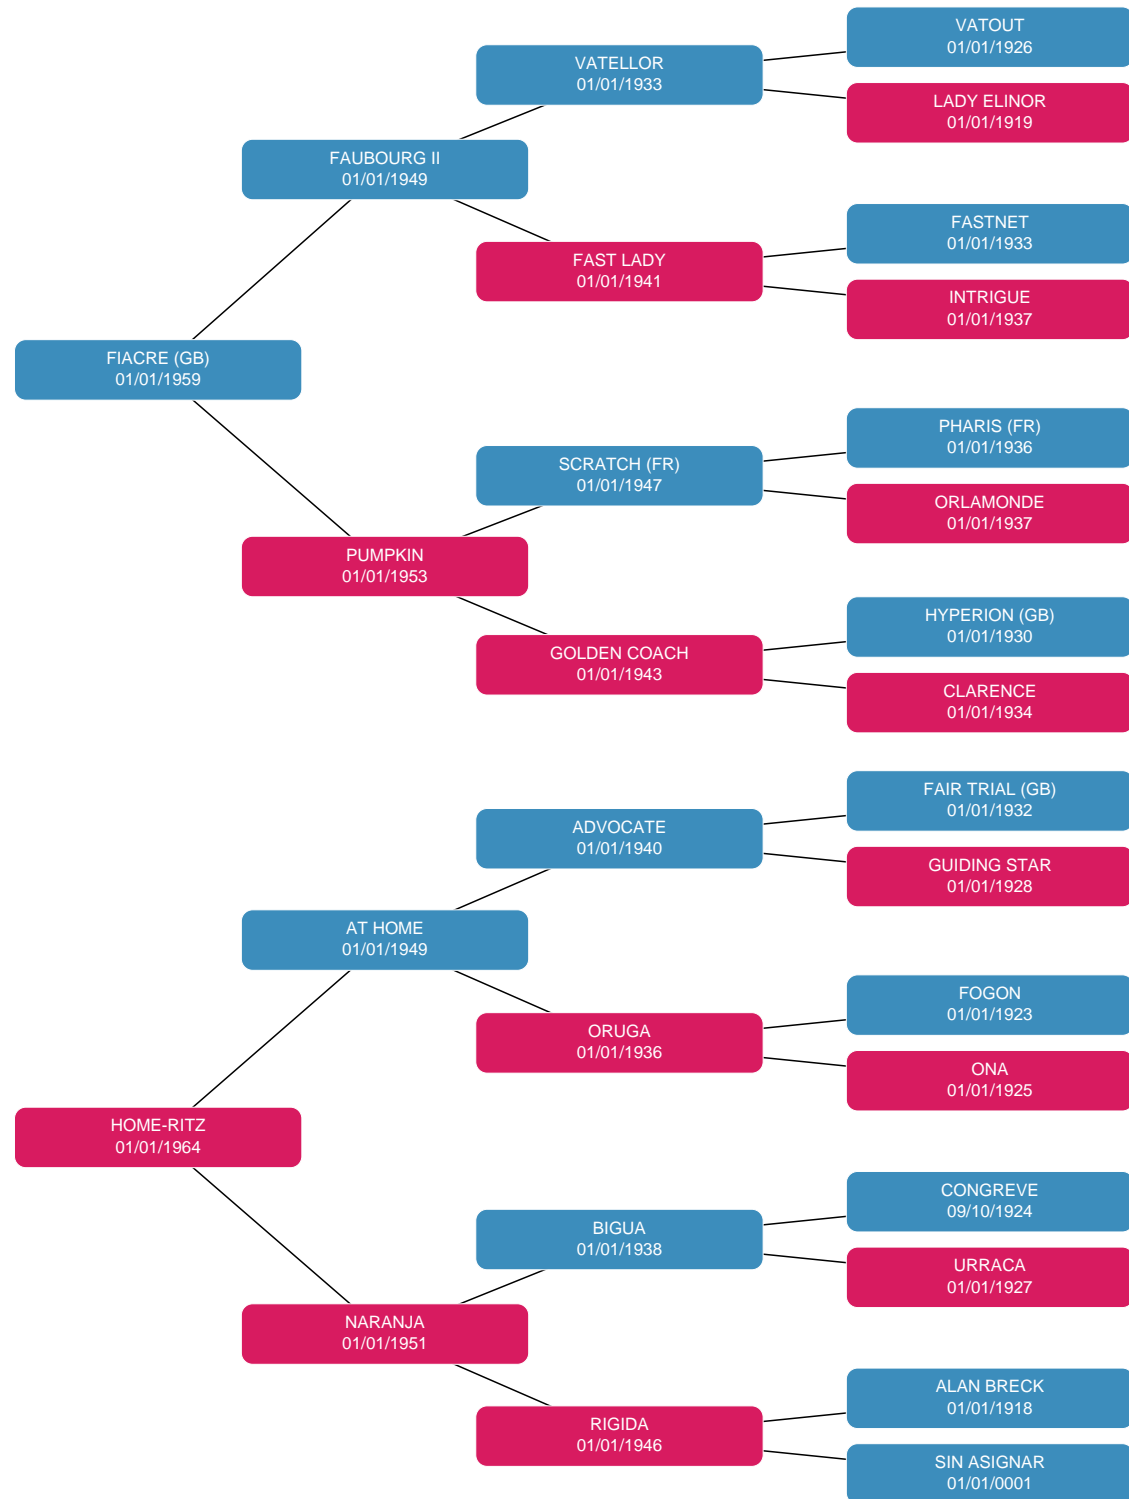 VATOUT
01/01/1926
VATELLOR
01/01/1933
LADY ELINOR
01/01/1919
FAUBOURG II
01/01/1949
FASTNET
01/01/1933
FAST LADY
01/01/1941
INTRIGUE
01/01/1937
FIACRE (GB)
01/01/1959
PHARIS (FR)
01/01/1936
SCRATCH (FR)
01/01/1947
ORLAMONDE
01/01/1937
PUMPKIN
01/01/1953
HYPERION (GB)
01/01/1930
GOLDEN COACH
01/01/1943
CLARENCE
01/01/1934
FAIR TRIAL (GB)
01/01/1932
ADVOCATE
01/01/1940
GUIDING STAR
01/01/1928
AT HOME
01/01/1949
FOGON
01/01/1923
ORUGA
01/01/1936
ONA
01/01/1925
HOME-RITZ
01/01/1964
CONGREVE
09/10/1924
BIGUA
01/01/1938
URRACA
01/01/1927
NARANJA
01/01/1951
ALAN BRECK
01/01/1918
RIGIDA
01/01/1946
SIN ASIGNAR
01/01/0001